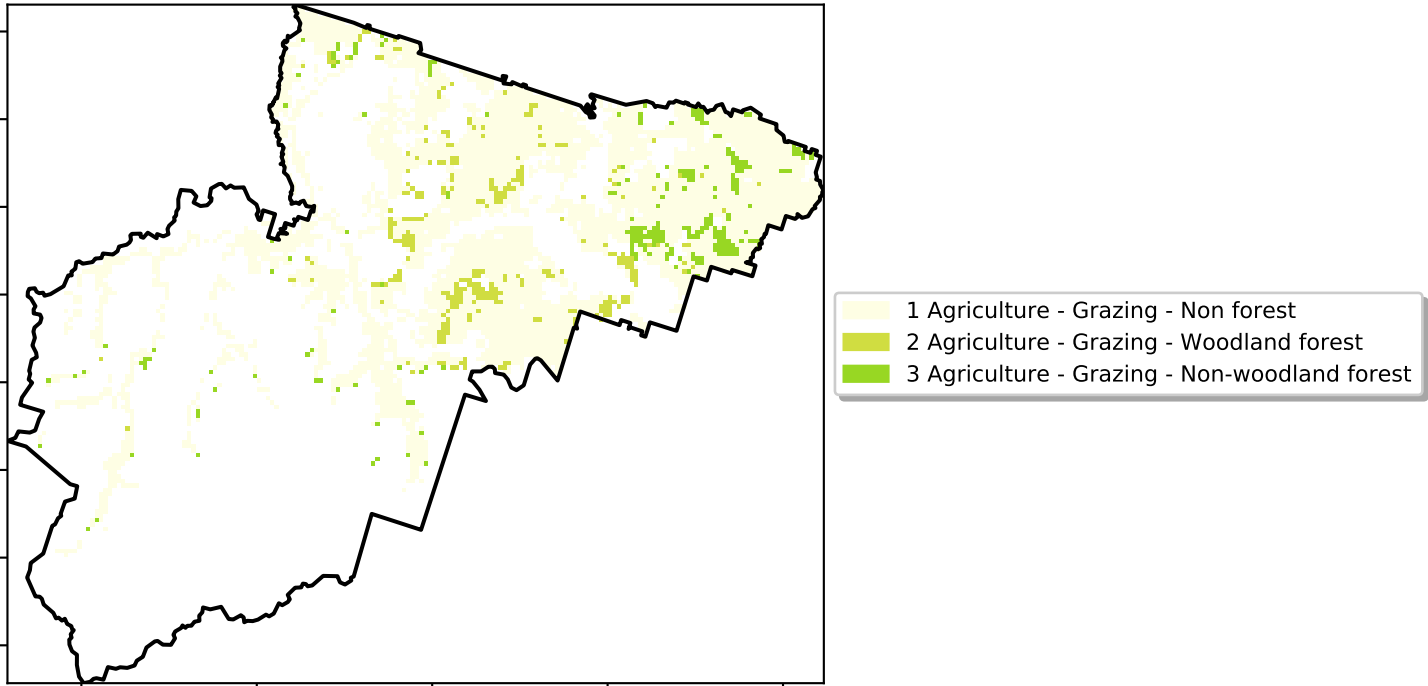 1 Agriculture - Grazing - Non forest
2 Agriculture - Grazing - Woodland forest
3 Agriculture - Grazing - Non-woodland forest